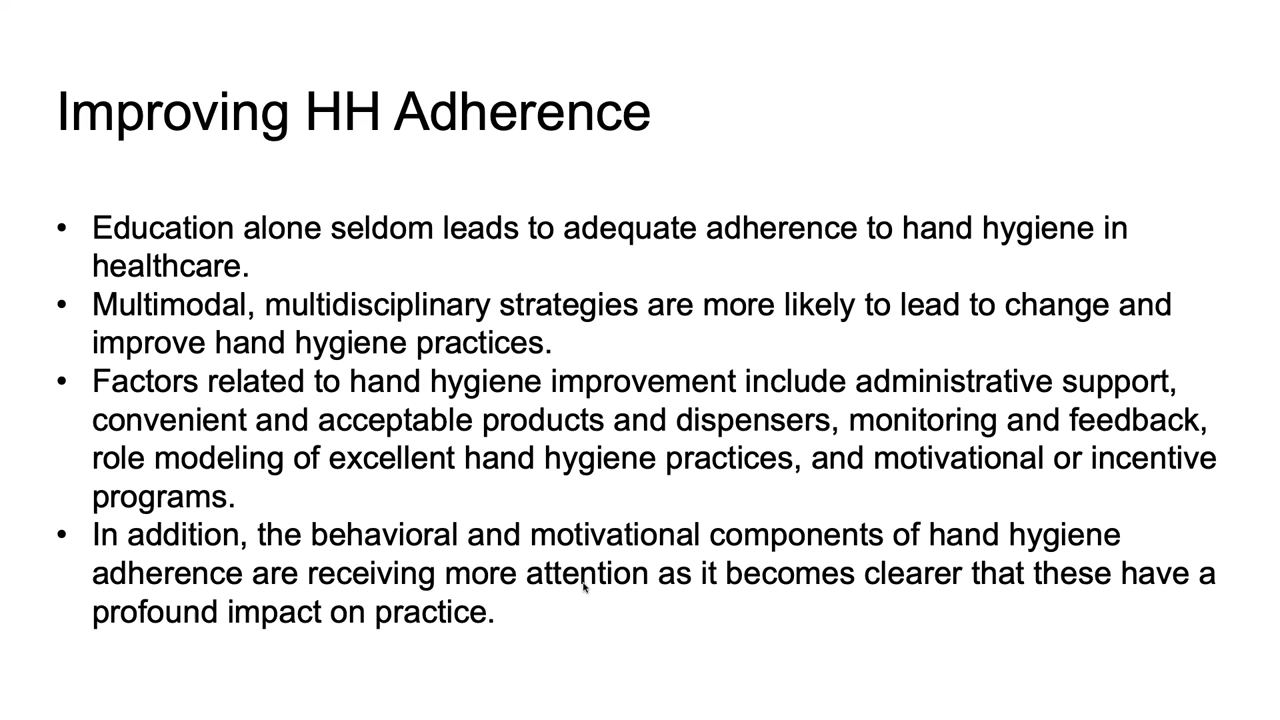 Improving HH Adherence
• Education alone seldom leads to adequate adherence to hand hygiene in
healthcare.
• Multimodal, multidisciplinary strategies are more likely to lead to change and
improve hand hygiene practices.
• Factors related to hand hygiene improvement include administrative support,
convenient and acceptable products and dispensers, monitoring and feedback,
role modeling of excellent hand hygiene practices, and motivational or incentive
programs.
• In addition, the behavioral and motivational components of hand hygiene
adherence are receiving more attention as it becomes clearer that these have a
profound impact on practice.